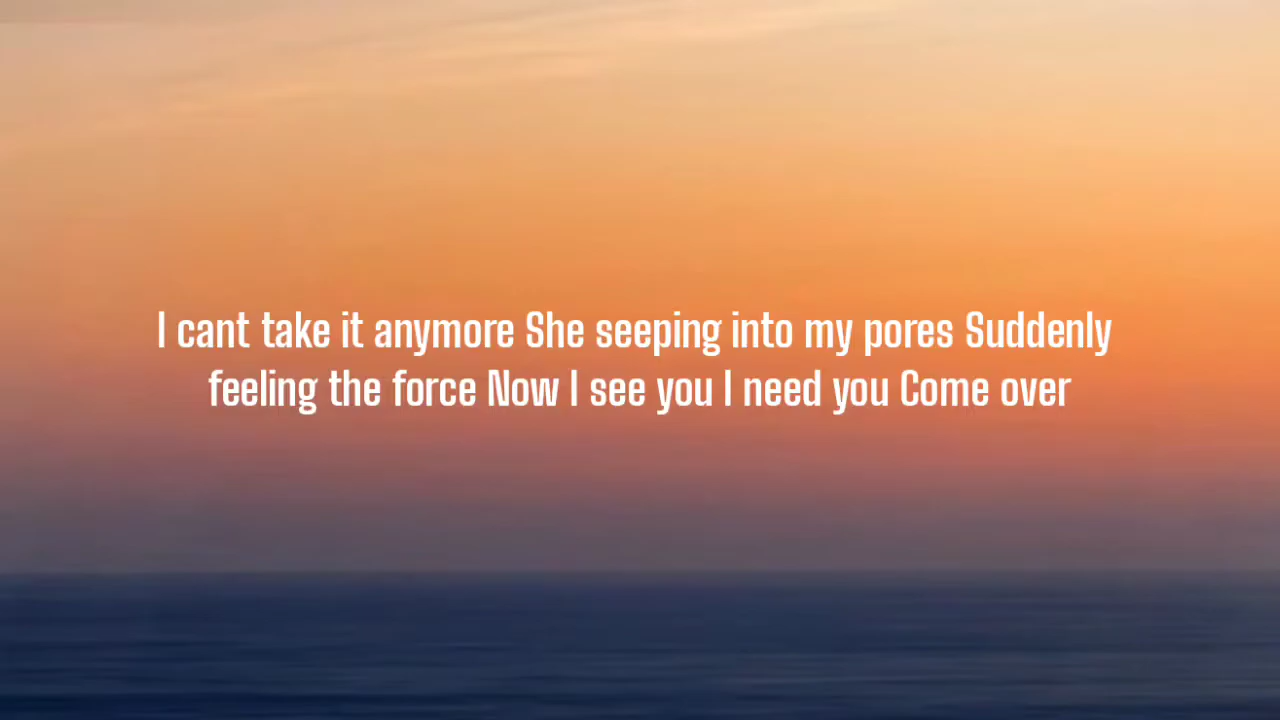 I cant take it anymore She seeping into my pores Suddenly
feeling the force Now I see you I need you Come over